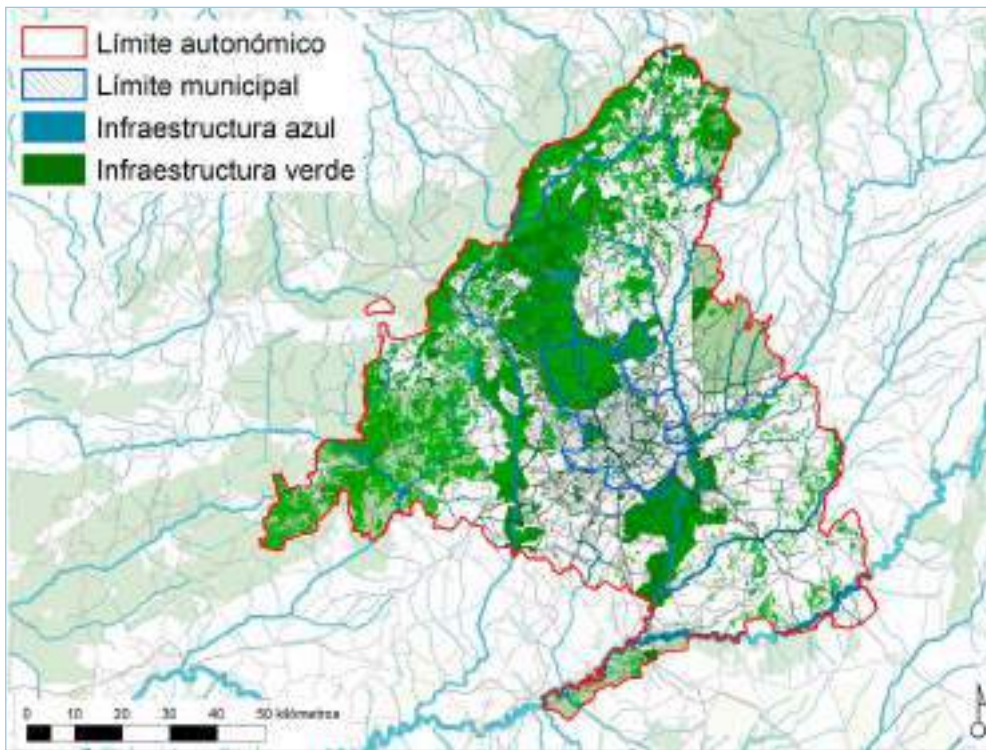 Límite autonómico
Límite municipal
Infraestructura azul
Infraestructura verde
0 10 20 30 40 50 kilómetros